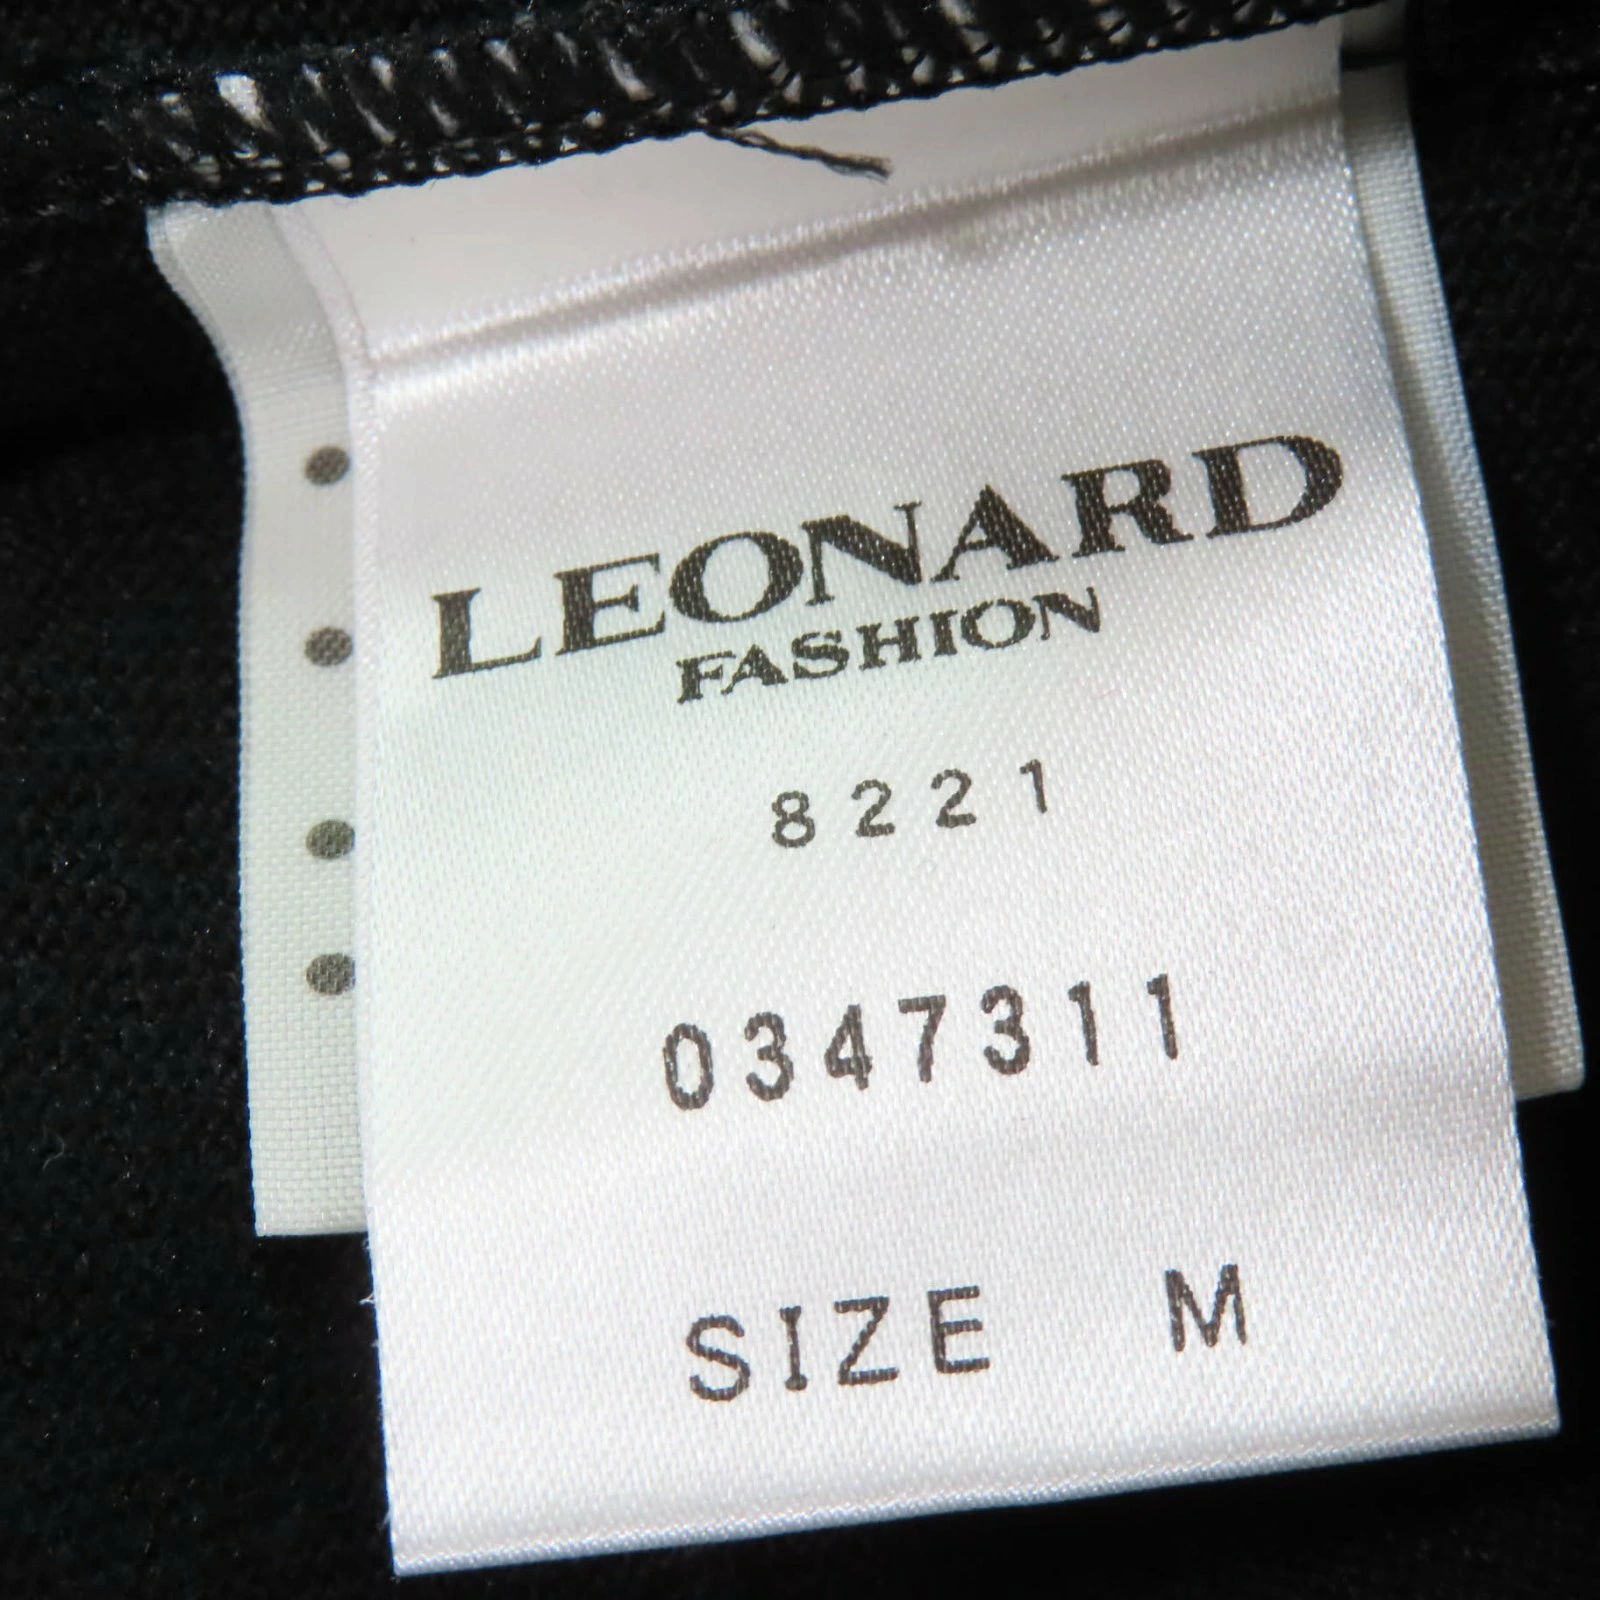 LEONARD
FASHION
8221
0347311
SIZE M